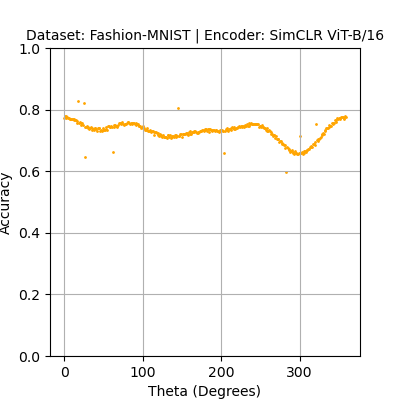 Dataset: Fashion-MNIST | Encoder: SimCLR ViT-B/16
1.0
0.8
0.6
0.4
0.2
0.0
Accuracy
0 100 200 300
Theta (Degrees)